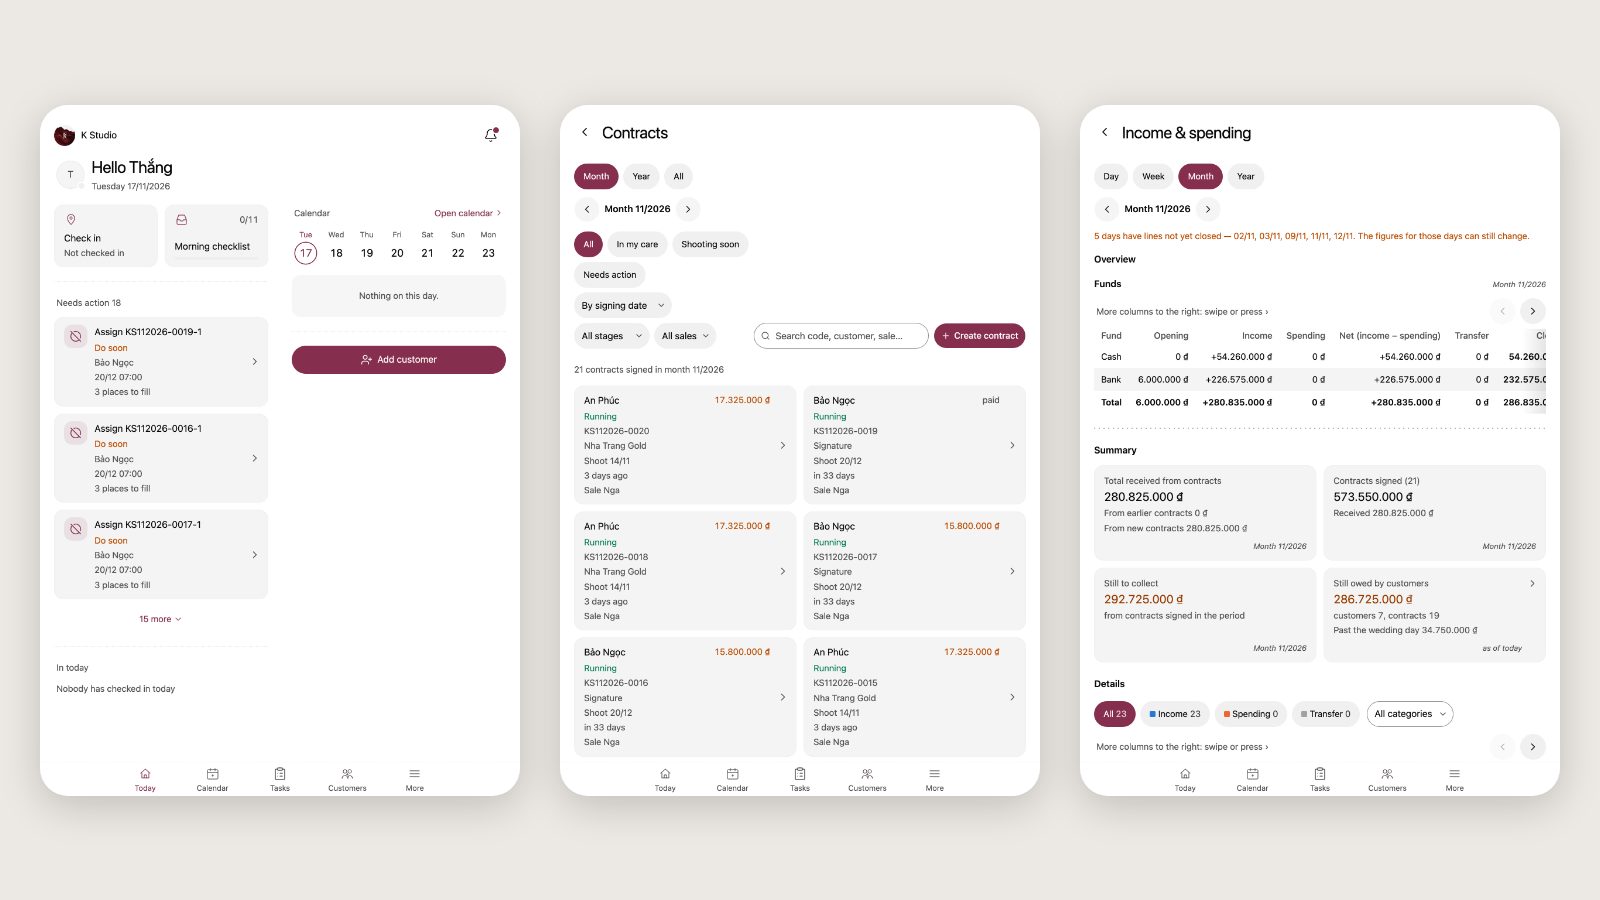 K Studio
T
Hello Thắng
Tuesday 17/11/2026
Check in
Not checked in
0/11
Morning checklist
Needs action 18
Assign KS112026-0019-1
Do soon
Bảo Ngọc
20/12 07:00
3 places to fill
Assign KS112026-0016-1
Do soon
Bảo Ngọc
20/12 07:00
3 places to fill
Assign KS112026-0017-1
Do soon
Bảo Ngọc
20/12 07:00
3 places to fill
15 more
In today
Nobody has checked in today
Calendar
Open calendar
Tue Wed Thu Fri Sat Sun Mon
17 18 19 20 21 22 23
Nothing on this day.
Add customer
Today Calendar Tasks Customers More
Contracts
Month Year All
Month 11/2026
All In my care Shooting soon
Needs action
By signing date
All stages All sales Search code, customer, sale... + Create contract
21 contracts signed in month 11/2026
An Phúc 17.325.000 ₫
Running
KS112026-0020
Nha Trang Gold
Shoot 14/11
3 days ago
Sale Nga
Bảo Ngọc paid
Running
KS112026-0019
Signature
Shoot 20/12
in 33 days
Sale Nga
An Phúc 17.325.000 ₫
Running
KS112026-0018
Nha Trang Gold
Shoot 14/11
3 days ago
Sale Nga
Bảo Ngọc 15.800.000 ₫
Running
KS112026-0017
Signature
Shoot 20/12
in 33 days
Sale Nga
Bảo Ngọc 15.800.000 ₫
Running
KS112026-0016
Signature
Shoot 20/12
in 33 days
Sale Nga
An Phúc 17.325.000 ₫
Running
KS112026-0015
Nha Trang Gold
Shoot 14/11
3 days ago
Sale Nga
Today Calendar Tasks Customers More
Income & spending
Day Week Month Year
Month 11/2026
5 days have lines not yet closed — 02/11, 03/11, 09/11, 11/11, 12/11. The figures for those days can still change.
Overview
Funds Month 11/2026
More columns to the right: swipe or press ›
Fund Opening Income Spending Net (income – spending) Transfer
Cash 0 ₫ +54.260.000 ₫ 0 ₫ +54.260.000 ₫ 0 ₫ 54.260.0
Bank 6.000.000 ₫ +226.575.000 ₫ 0 ₫ +226.575.000 ₫ 0 ₫ 232.575.0
Total 6.000.000 ₫ +280.835.000 ₫ 0 ₫ +280.835.000 ₫ 0 ₫ 286.835.0
Summary
Total received from contracts
280.825.000 ₫
From earlier contracts 0 ₫
From new contracts 280.825.000 ₫
Month 11/2026
Contracts signed (21)
573.550.000 ₫
Received 280.825.000 ₫
Month 11/2026
Still to collect
292.725.000 ₫
from contracts signed in the period
Month 11/2026
Still owed by customers
286.725.000 ₫
customers 7, contracts 19
Past the wedding day 34.750.000 ₫
as of today
Details
All 23 Income 23 Spending 0 Transfer 0 All categories
More columns to the right: swipe or press ›
Today Calendar Tasks Customers More